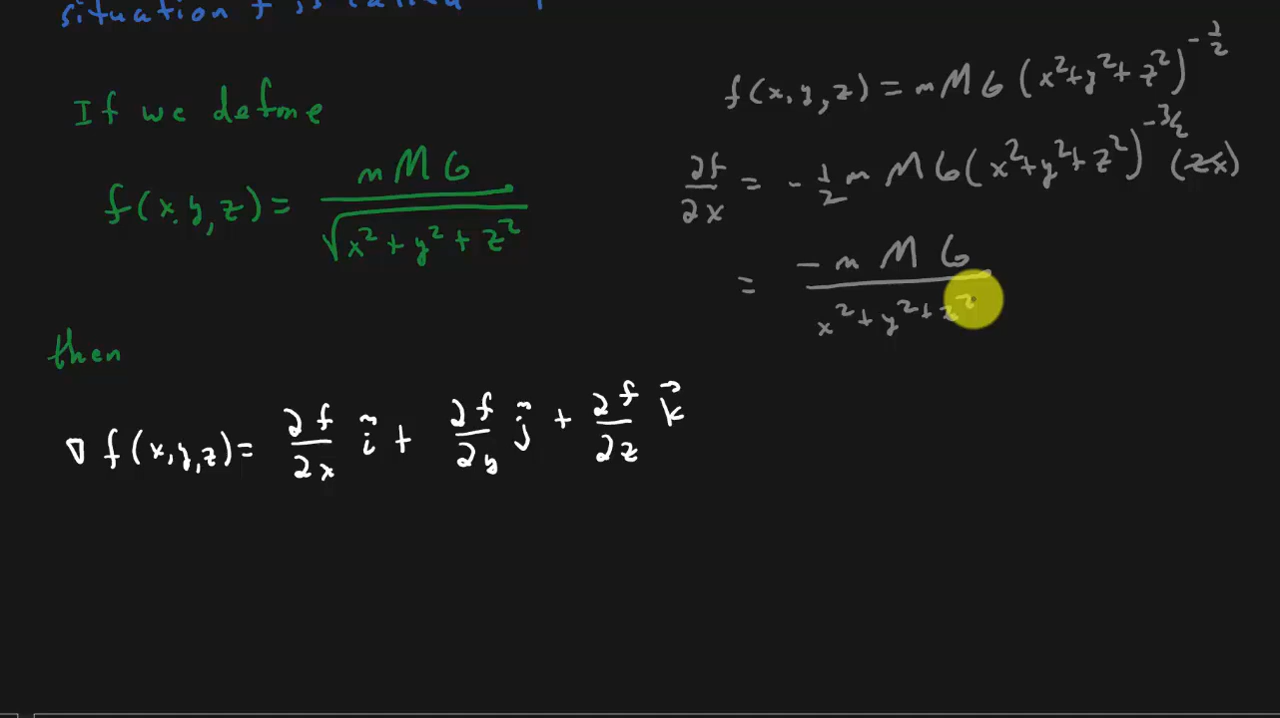 situation f is called
If we define
f(x,y,z) = mMG / √(x²+y²+z²)
then
∇f(x,y,z) = ∂f/∂x i⃗ + ∂f/∂y j⃗ + ∂f/∂z k⃗
f(x,y,z) = mMG(x²+y²+z²)^(-1/2)
∂f/∂x = -1/2 mMG(x²+y²+z²)^(-3/2) (2x)
= -mMG / x²+y²+z²